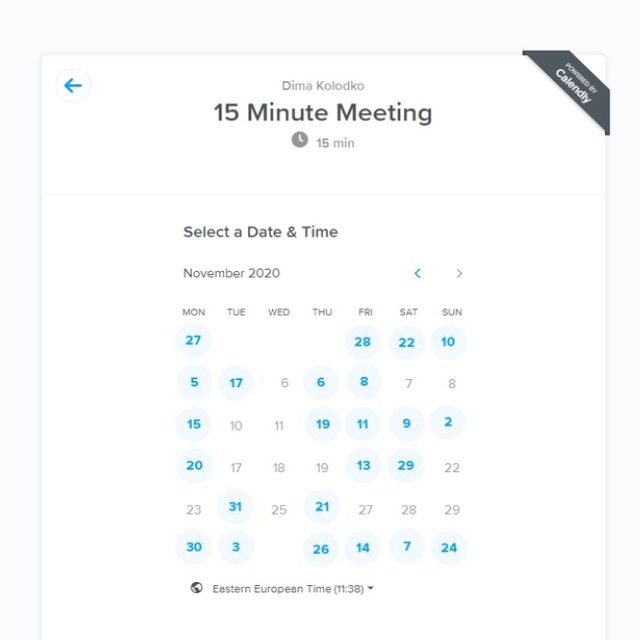 POWERED BY
Calendly
Dima Kolodko
15 Minute Meeting
15 min
Select a Date & Time
November 2020
MON TUE WED THU FRI SAT SUN
27 28 22 10
5 17 6 6 8 7 8
15 10 11 19 11 9 2
20 17 18 19 13 29 22
23 31 25 21 27 28 29
30 3 26 14 7 24
Eastern European Time (11:38)